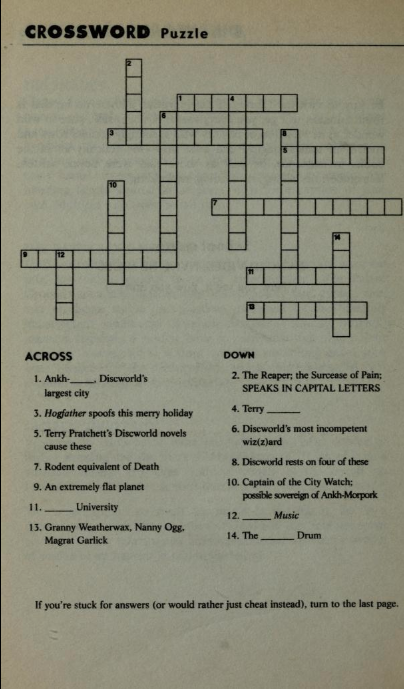 CROSSWORD Puzzle
2
1
4
6
3
8
5
10
7
14
9
12
11
13
ACROSS
1. Ankh-_____, Discworld's
largest city
3. Hogfather spoofs this merry holiday
5. Terry Pratchett's Discworld novels
cause these
7. Rodent equivalent of Death
9. An extremely flat planet
11. _____ University
13. Granny Weatherwax, Nanny Ogg,
Magrat Garlick
DOWN
2. The Reaper; the Surcease of Pain;
SPEAKS IN CAPITAL LETTERS
4. Terry _______
6. Discworld's most incompetent
wiz(z)ard
8. Discworld rests on four of these
10. Captain of the City Watch;
possible sovereign of Ankh-Morpork
12. _____ Music
14. The _______ Drum
If you're stuck for answers (or would rather just cheat instead), turn to the last page.